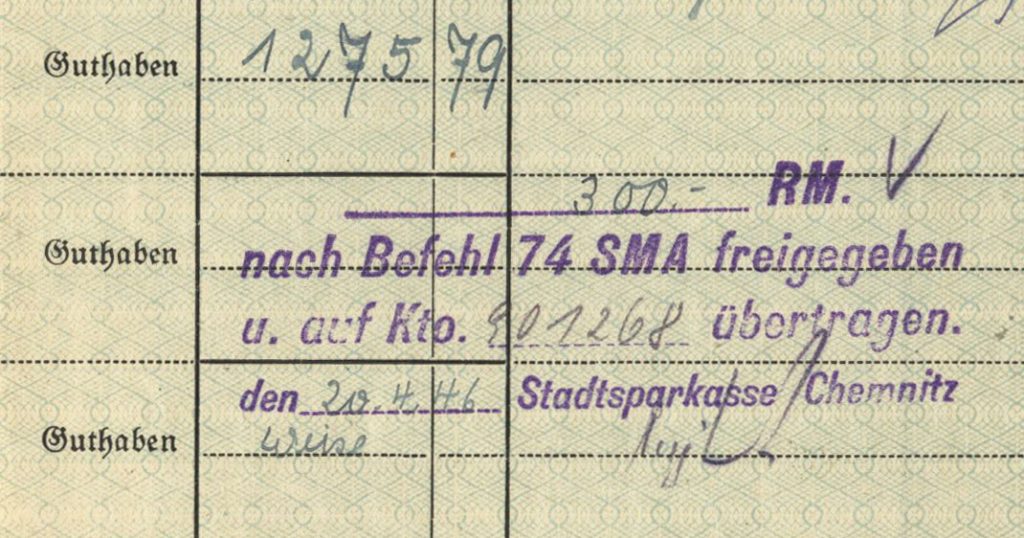 Guthaben 1275 79
300.- RM.
Guthaben
nach Befehl 74 SMA freigegeben
u. auf Kto. 901268 übertragen.
den 20.4.46 Stadtsparkasse Chemnitz
Guthaben Weise